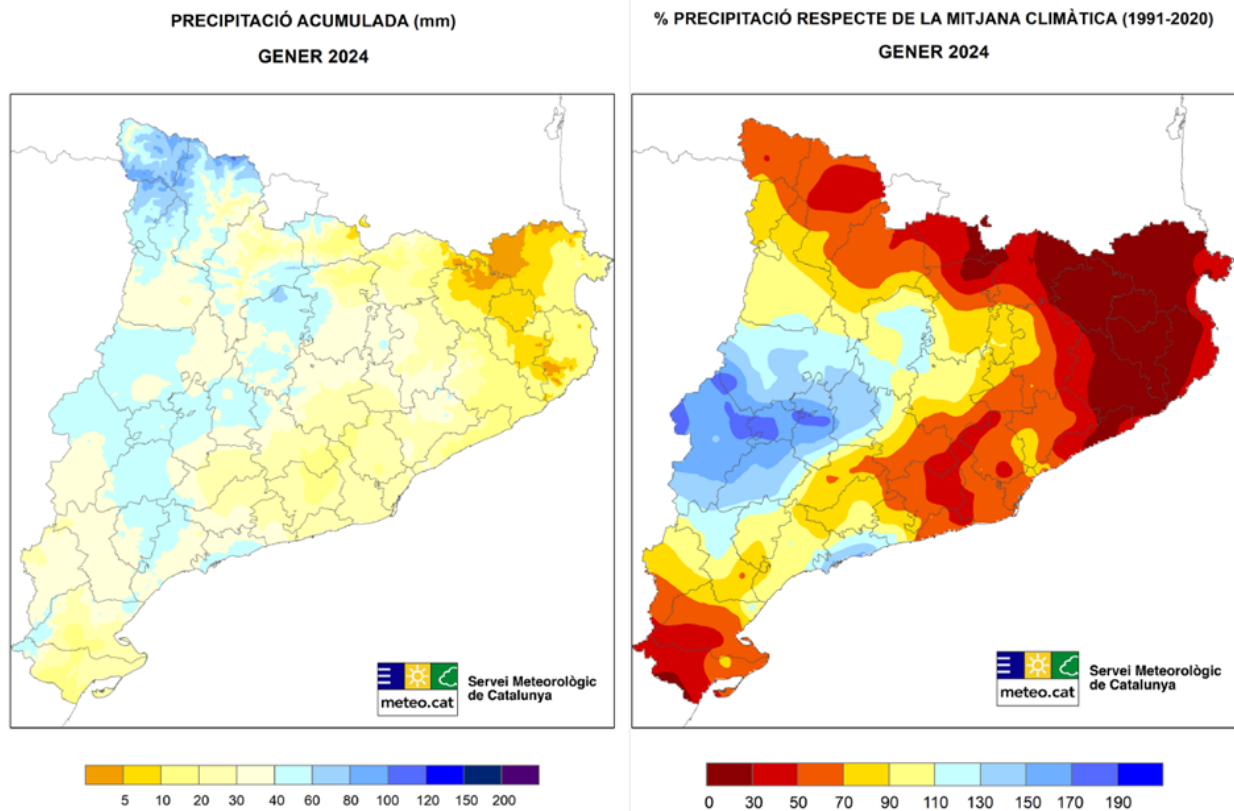 PRECIPITACIÓ ACUMULADA (mm)
GENER 2024
% PRECIPITACIÓ RESPECTE DE LA MITJANA CLIMÀTICA (1991-2020)
GENER 2024
meteo.cat
Servei Meteorològic
de Catalunya
meteo.cat
Servei Meteorològic
de Catalunya
5 10 20 30 40 60 80 100 120 150 200
0 30 50 70 90 110 130 150 170 190